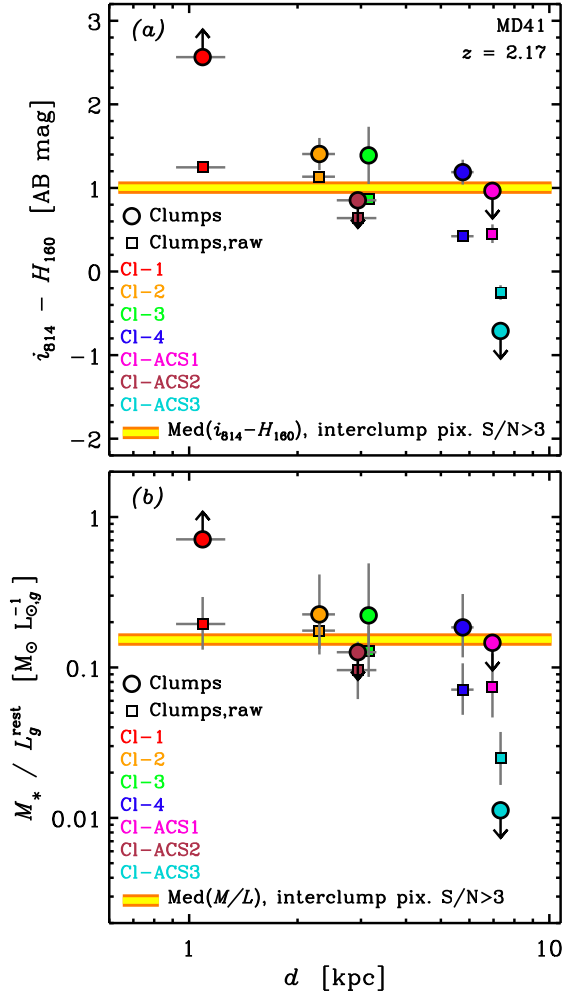 (a)
MD41
z = 2.17
3
2
1
0
−1
−2
i814 − H160 [AB mag]
Clumps
Clumps,raw
Cl−1
Cl−2
Cl−3
Cl−4
Cl−ACS1
Cl−ACS2
Cl−ACS3
Med(i814−H160), interclump pix. S/N>3
(b)
1
0.1
0.01
M* / Lg^rest [M⊙ L⊙,g^−1]
Clumps
Clumps,raw
Cl−1
Cl−2
Cl−3
Cl−4
Cl−ACS1
Cl−ACS2
Cl−ACS3
Med(M/L), interclump pix. S/N>3
1
10
d [kpc]